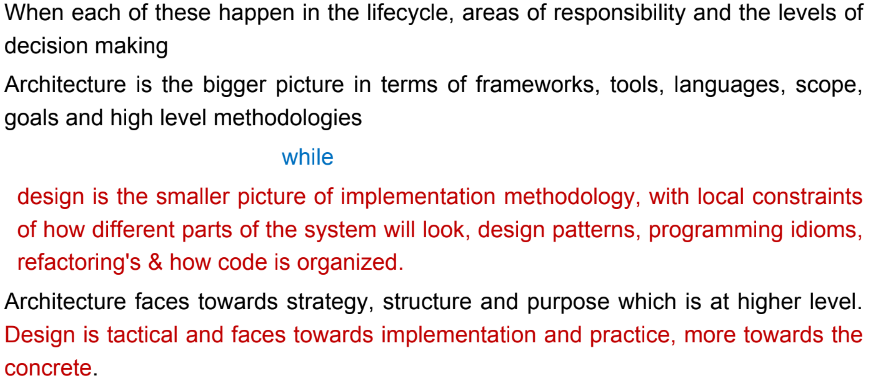 When each of these happen in the lifecycle, areas of responsibility and the levels of
decision making
Architecture is the bigger picture in terms of frameworks, tools, languages, scope,
goals and high level methodologies
while
design is the smaller picture of implementation methodology, with local constraints
of how different parts of the system will look, design patterns, programming idioms,
refactoring's & how code is organized.
Architecture faces towards strategy, structure and purpose which is at higher level.
Design is tactical and faces towards implementation and practice, more towards the
concrete.